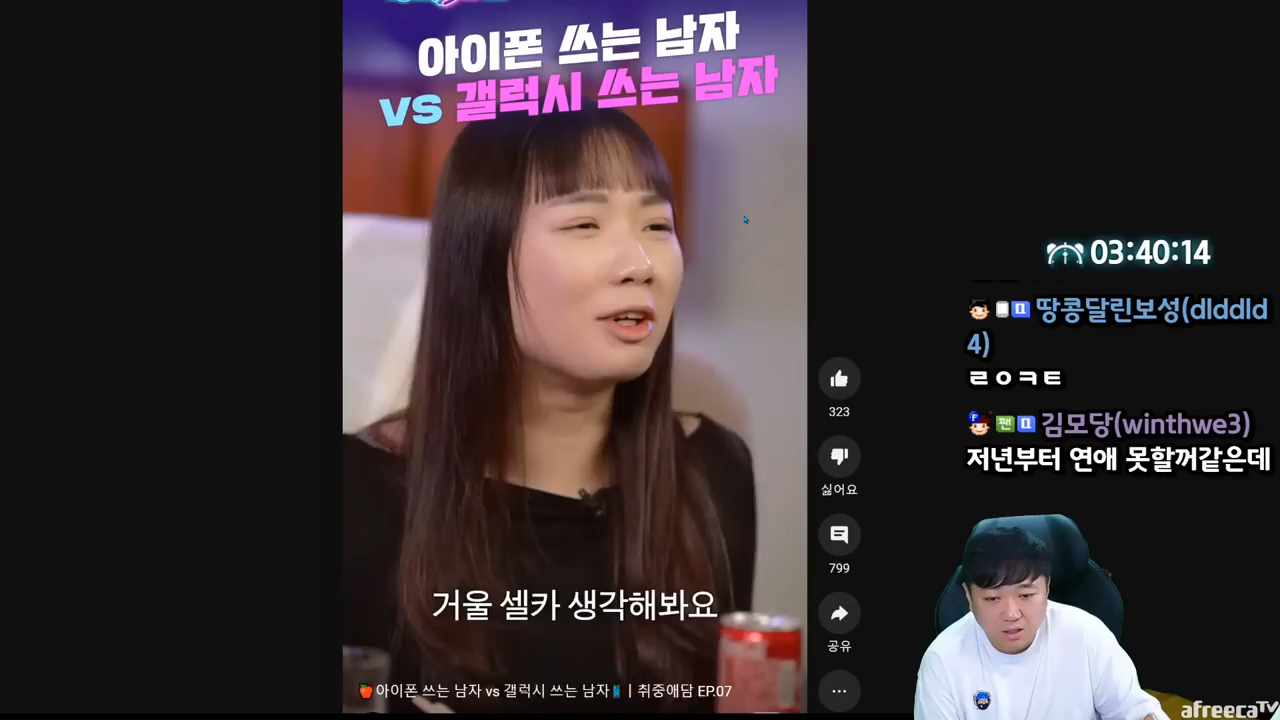 아이폰 쓰는 남자
VS 갤럭시 쓰는 남자
거울 셀카 생각해봐요
아이폰 쓰는 남자 vs 갤럭시 쓰는 남자 | 취중애담 EP.07
323
싫어요
799
공유
03:40:14
땅콩달린보성(dlddld
4)
ㄹㅇㅋㅌ
F 팬 김모당(winthwe3)
저년부터 연애 못할꺼같은데
afreecaTV